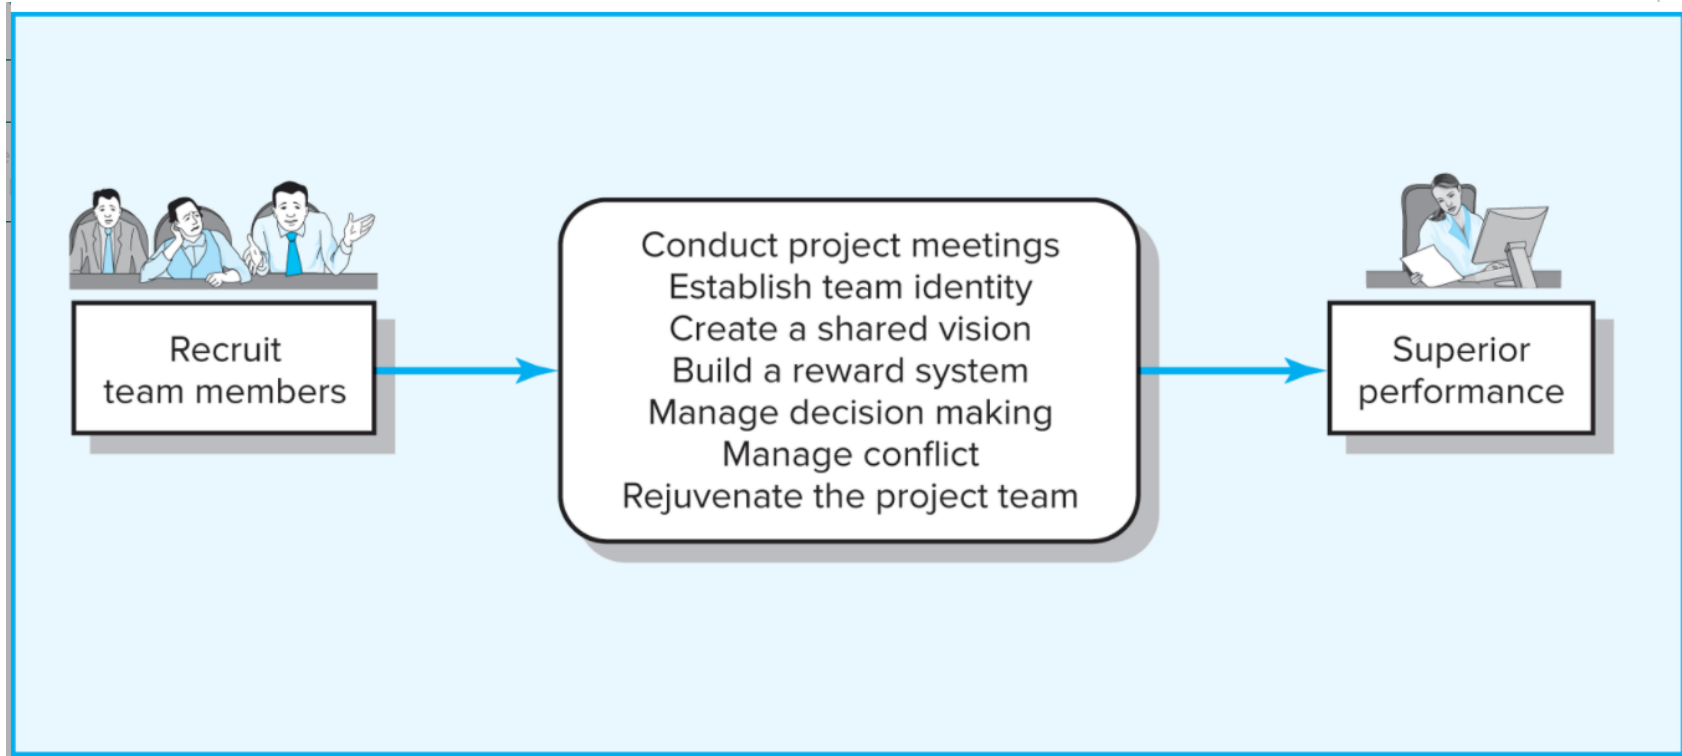 Recruit
team members
Conduct project meetings
Establish team identity
Create a shared vision
Build a reward system
Manage decision making
Manage conflict
Rejuvenate the project team
Superior
performance